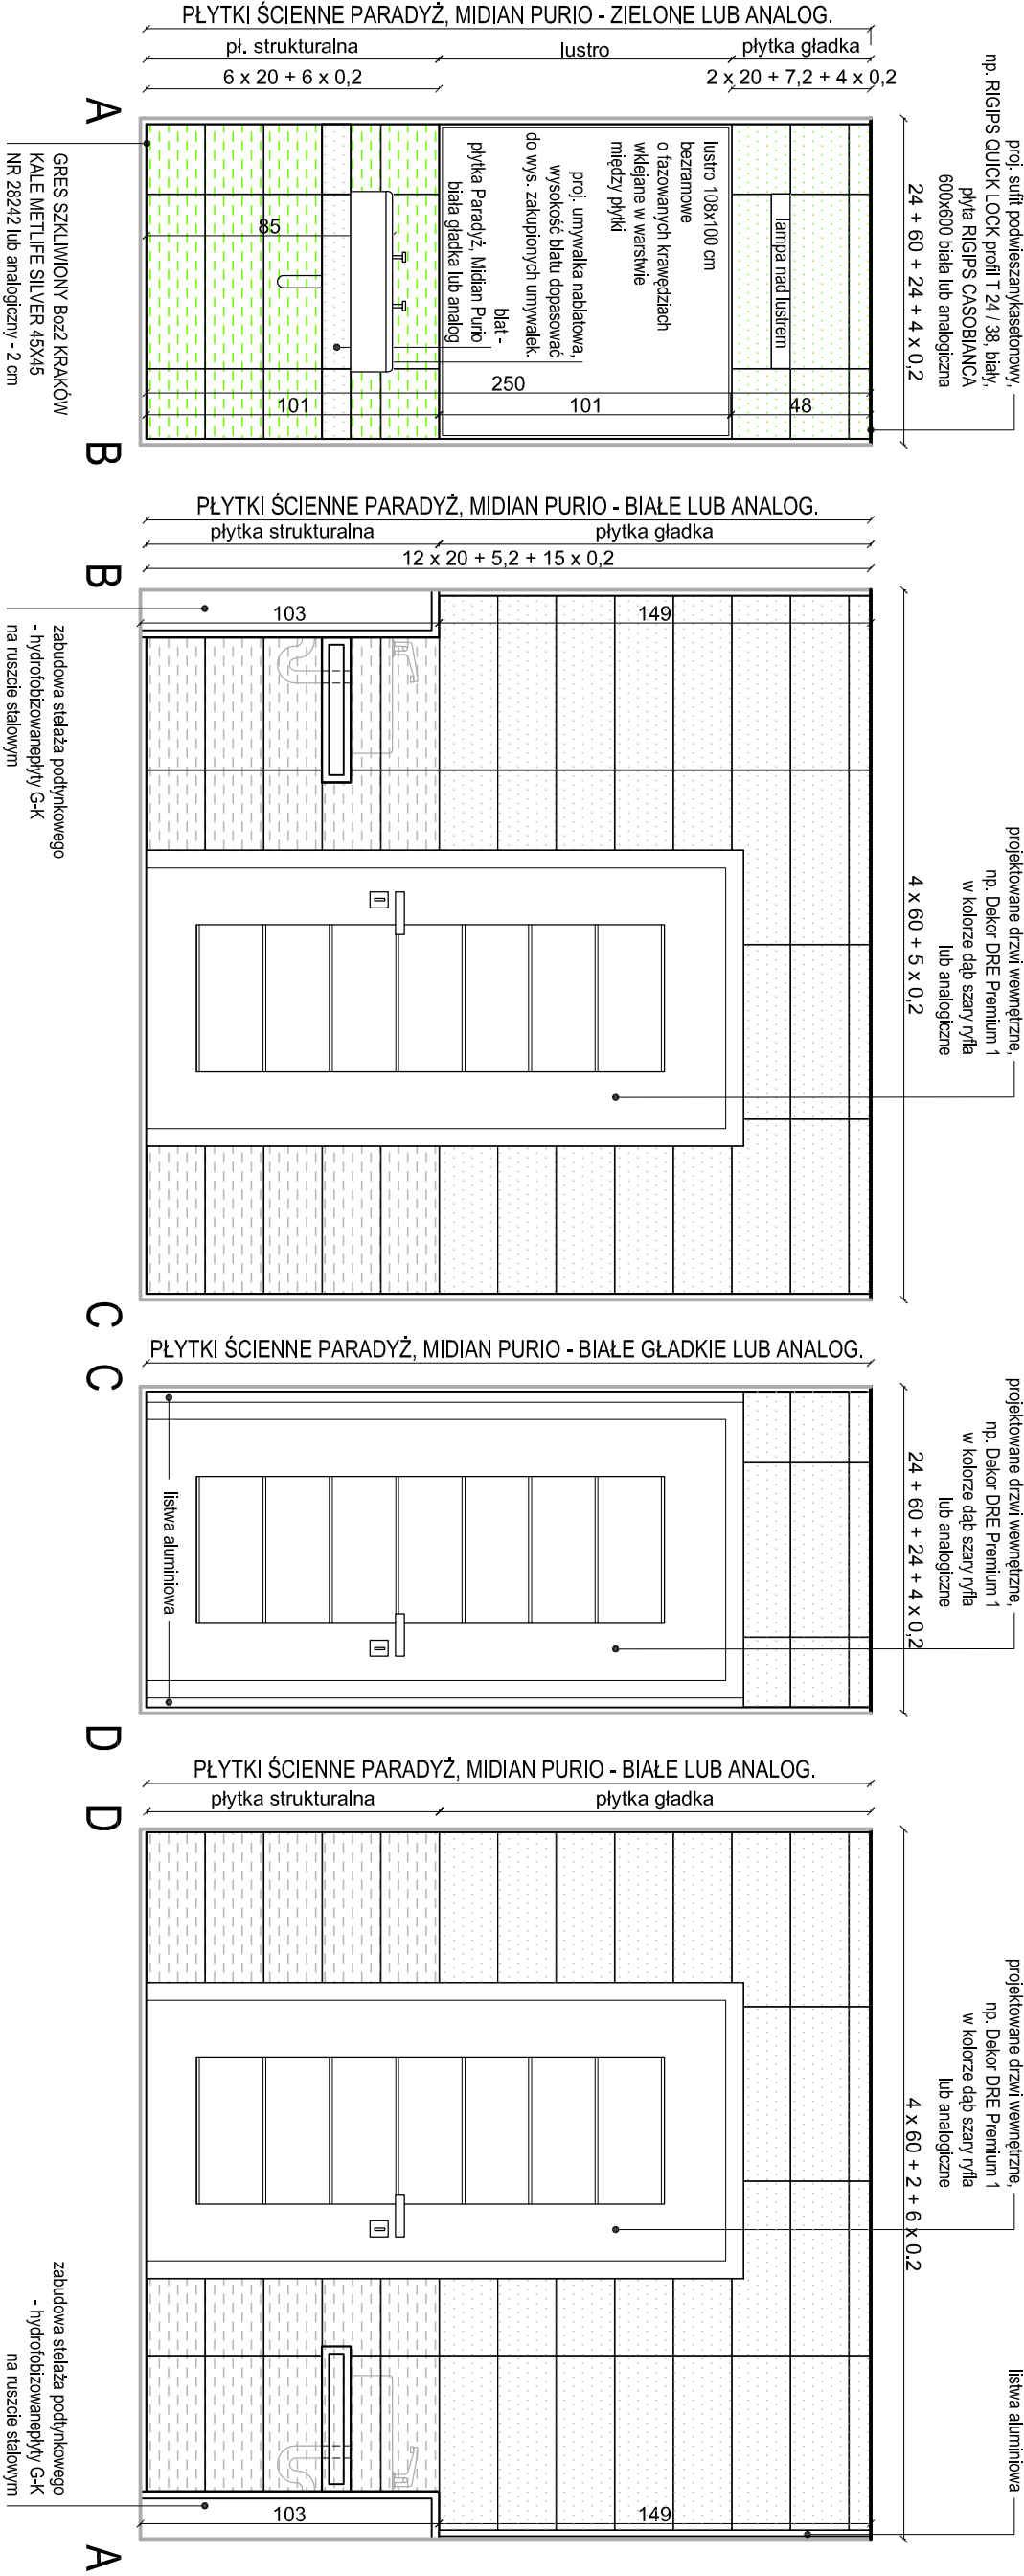 PŁYTKI ŚCIENNE PARADYŻ, MIDIAN PURIO - ZIELONE LUB ANALOG.
pł. strukturalna
lustro
płytka gładka
6 x 20 + 6 x 0,2
2 x 20 + 7,2 + 4 x 0,2
proj. sufit podwieszanykasetonowy,
np. RIGIPS QUICK LOCK profil T 24 / 38, biały,
płyta RIGIPS CASOBIANCA
600x600 biała lub analogiczna
24 + 60 + 24 + 4 x 0,2
lampa nad lustrem
lustro 108x100 cm
bezramowe
o fazowanych krawędziach
wklejane w warstwie
między płytki
proj. umywalka nablatowa,
wysokość blatu dopasować
do wys. zakupionych umywalek.
blat -
płytka Paradyż, Midian Purio
biała gładka lub analog
85
250
101
101
48
A
B
GRES SZKLIWIONY Boz2 KRAKÓW
KALE METLIFE SILVER 45X45
NR 28242 lub analogiczny - 2 cm
PŁYTKI ŚCIENNE PARADYŻ, MIDIAN PURIO - BIAŁE LUB ANALOG.
płytka strukturalna
płytka gładka
12 x 20 + 5,2 + 15 x 0,2
103
149
projektowane drzwi wewnętrzne,
np. Dekor DRE Premium 1
w kolorze dąb szary ryfla
lub analogiczne
4 x 60 + 5 x 0,2
B
C
zabudowa stelaża podtynkowego
- hydrofobizowanepłyty G-K
na ruszcie stalowym
PŁYTKI ŚCIENNE PARADYŻ, MIDIAN PURIO - BIAŁE GŁADKIE LUB ANALOG.
projektowane drzwi wewnętrzne,
np. Dekor DRE Premium 1
w kolorze dąb szary ryfla
lub analogiczne
24 + 60 + 24 + 4 x 0,2
listwa aluminiowa
C
D
PŁYTKI ŚCIENNE PARADYŻ, MIDIAN PURIO - BIAŁE LUB ANALOG.
płytka strukturalna
płytka gładka
projektowane drzwi wewnętrzne,
np. Dekor DRE Premium 1
w kolorze dąb szary ryfla
lub analogiczne
4 x 60 + 2 + 6 x 0.2
listwa aluminiowa
103
149
D
A
zabudowa stelaża podtynkowego
- hydrofobizowanepłyty G-K
na ruszcie stalowym